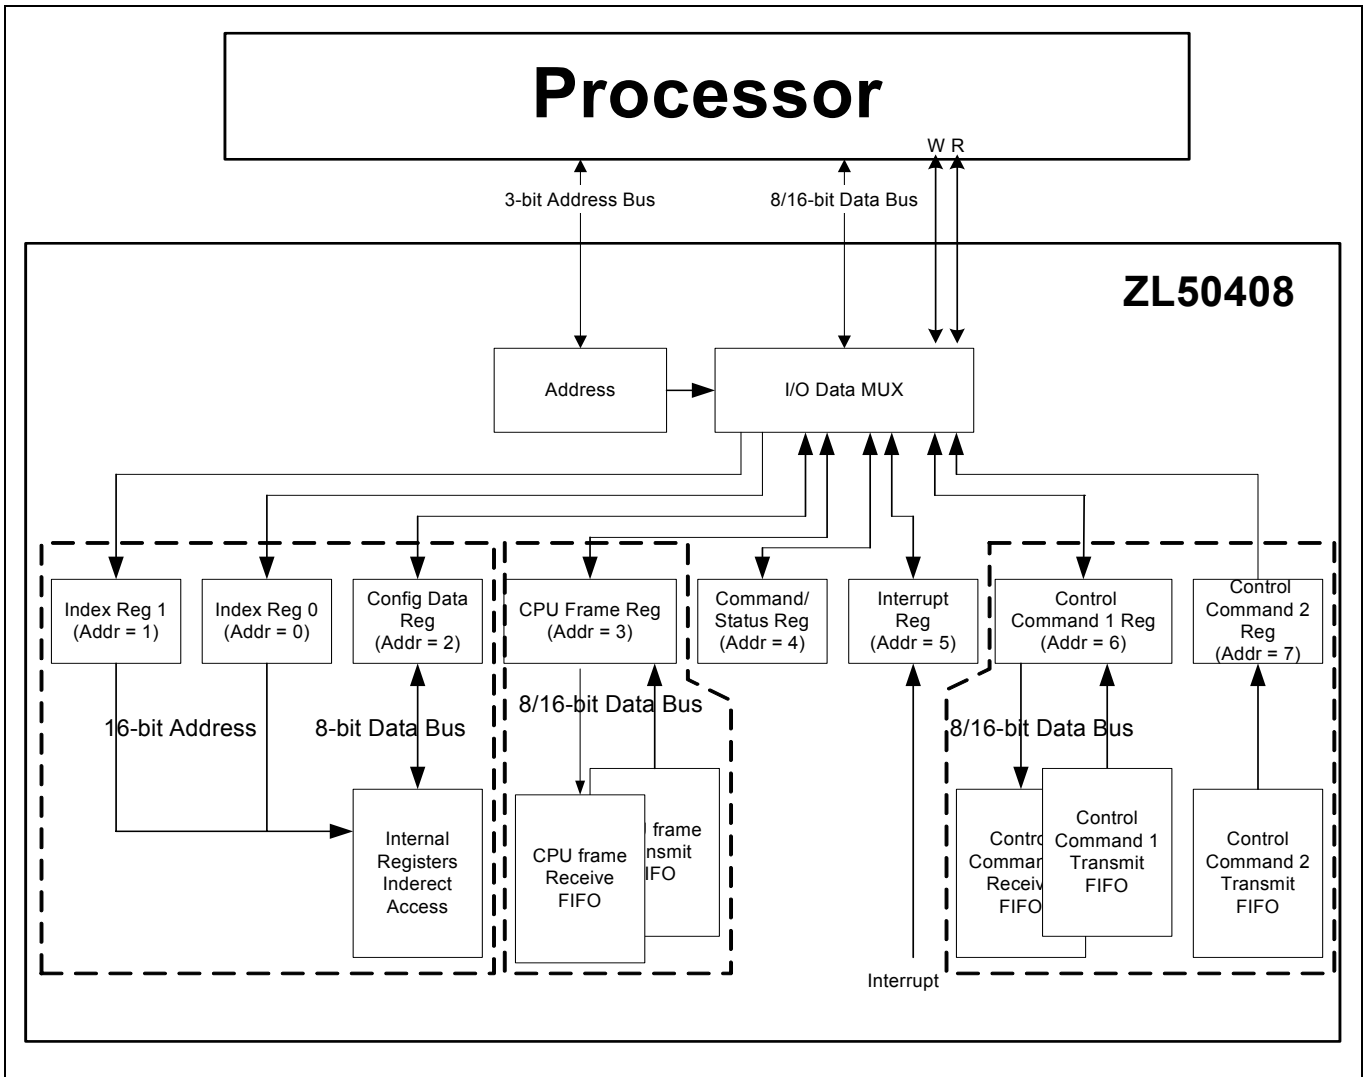 Processor
W R
3-bit Address Bus
8/16-bit Data Bus
ZL50408
Address
I/O Data MUX
Index Reg 1
(Addr = 1)
Index Reg 0
(Addr = 0)
Config Data
Reg
(Addr = 2)
CPU Frame Reg
(Addr = 3)
Command/
Status Reg
(Addr = 4)
Interrupt
Reg
(Addr = 5)
Control
Command 1 Reg
(Addr = 6)
Control
Command 2
Reg
(Addr = 7)
16-bit Address
8-bit Data Bus
8/16-bit Data Bus
8/16-bit Data Bus
Internal
Registers
Inderect
Access
CPU frame
Receive
FIFO
frame
Control
Command 1
Transmit
FIFO
FIFO
Control
Command 2
Transmit
FIFO
Interrupt